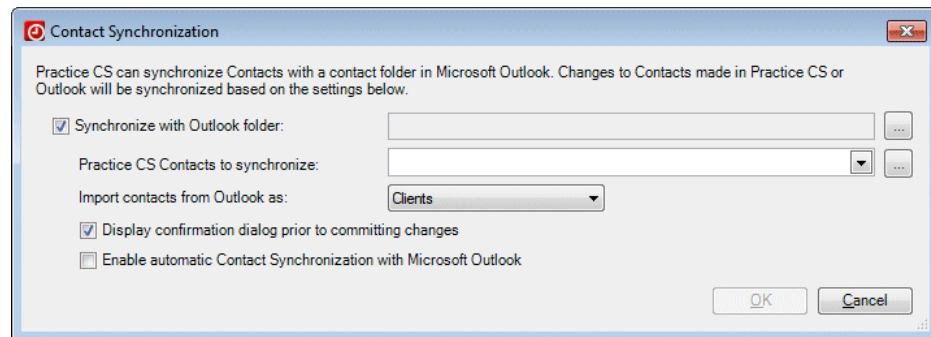 Contact Synchronization
Practice CS can synchronize Contacts with a contact folder in Microsoft Outlook. Changes to Contacts made in Practice CS or
Outlook will be synchronized based on the settings below.
Synchronize with Outlook folder:
...
Practice CS Contacts to synchronize:
...
Import contacts from Outlook as:
Clients
Display confirmation dialog prior to committing changes
Enable automatic Contact Synchronization with Microsoft Outlook
OK
Cancel